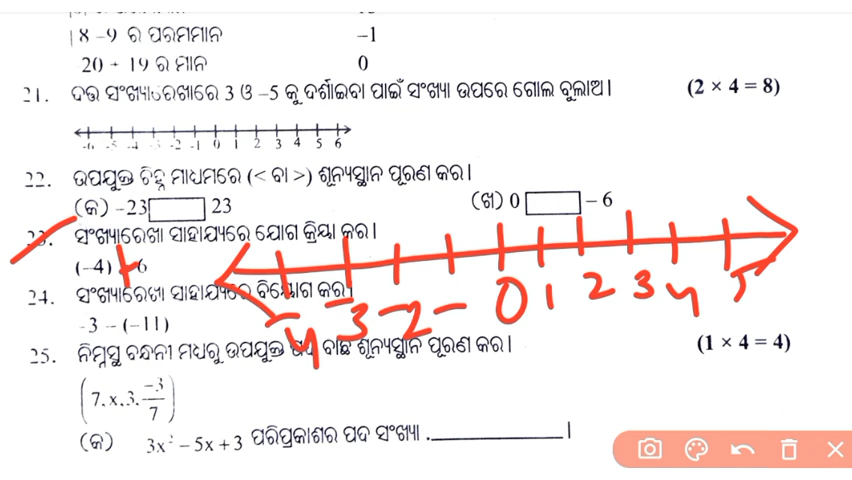 | 8 -9 ର ପରମମାନ -1
20 + 19 ର ମାନ 0
21. ଦତ୍ତ ସଂଖ୍ୟାରେଖାରେ 3 ଓ -5 କୁ ଦର୍ଶାଇବା ପାଇଁ ସଂଖ୍ୟା ଉପରେ ଗୋଲ ବୁଲାଅ। (2 × 4 = 8)
-6 -5 -4 -3 -2 -1 0 1 2 3 4 5 6
22. ଉପଯୁକ୍ତ ଚିହ୍ନ ମାଧ୍ୟମରେ (< ବା >) ଶୂନ୍ୟସ୍ଥାନ ପୂରଣ କର।
(କ) -23 23 (ଖ) 0 - 6
23. ସଂଖ୍ୟାରେଖା ସାହାଯ୍ୟରେ ଯୋଗ କ୍ରିୟା କର।
(-4) + 6
-4 -3 -2 - 0 1 2 3 4 5
24. ସଂଖ୍ୟାରେଖା ସାହାଯ୍ୟରେ ବିୟୋଗ କର।
-3 - (-11)
25. ନିମ୍ନସ୍ଥ ବନ୍ଧନୀ ମଧ୍ୟରୁ ଉପଯୁକ୍ତ ବାଛି ଶୂନ୍ୟସ୍ଥାନ ପୂରଣ କର। (1 × 4 = 4)
(7, x, 3, -3/7)
(କ) 3x² - 5x + 3 ପରିପ୍ରକାଶର ପଦ ସଂଖ୍ୟା .____________।